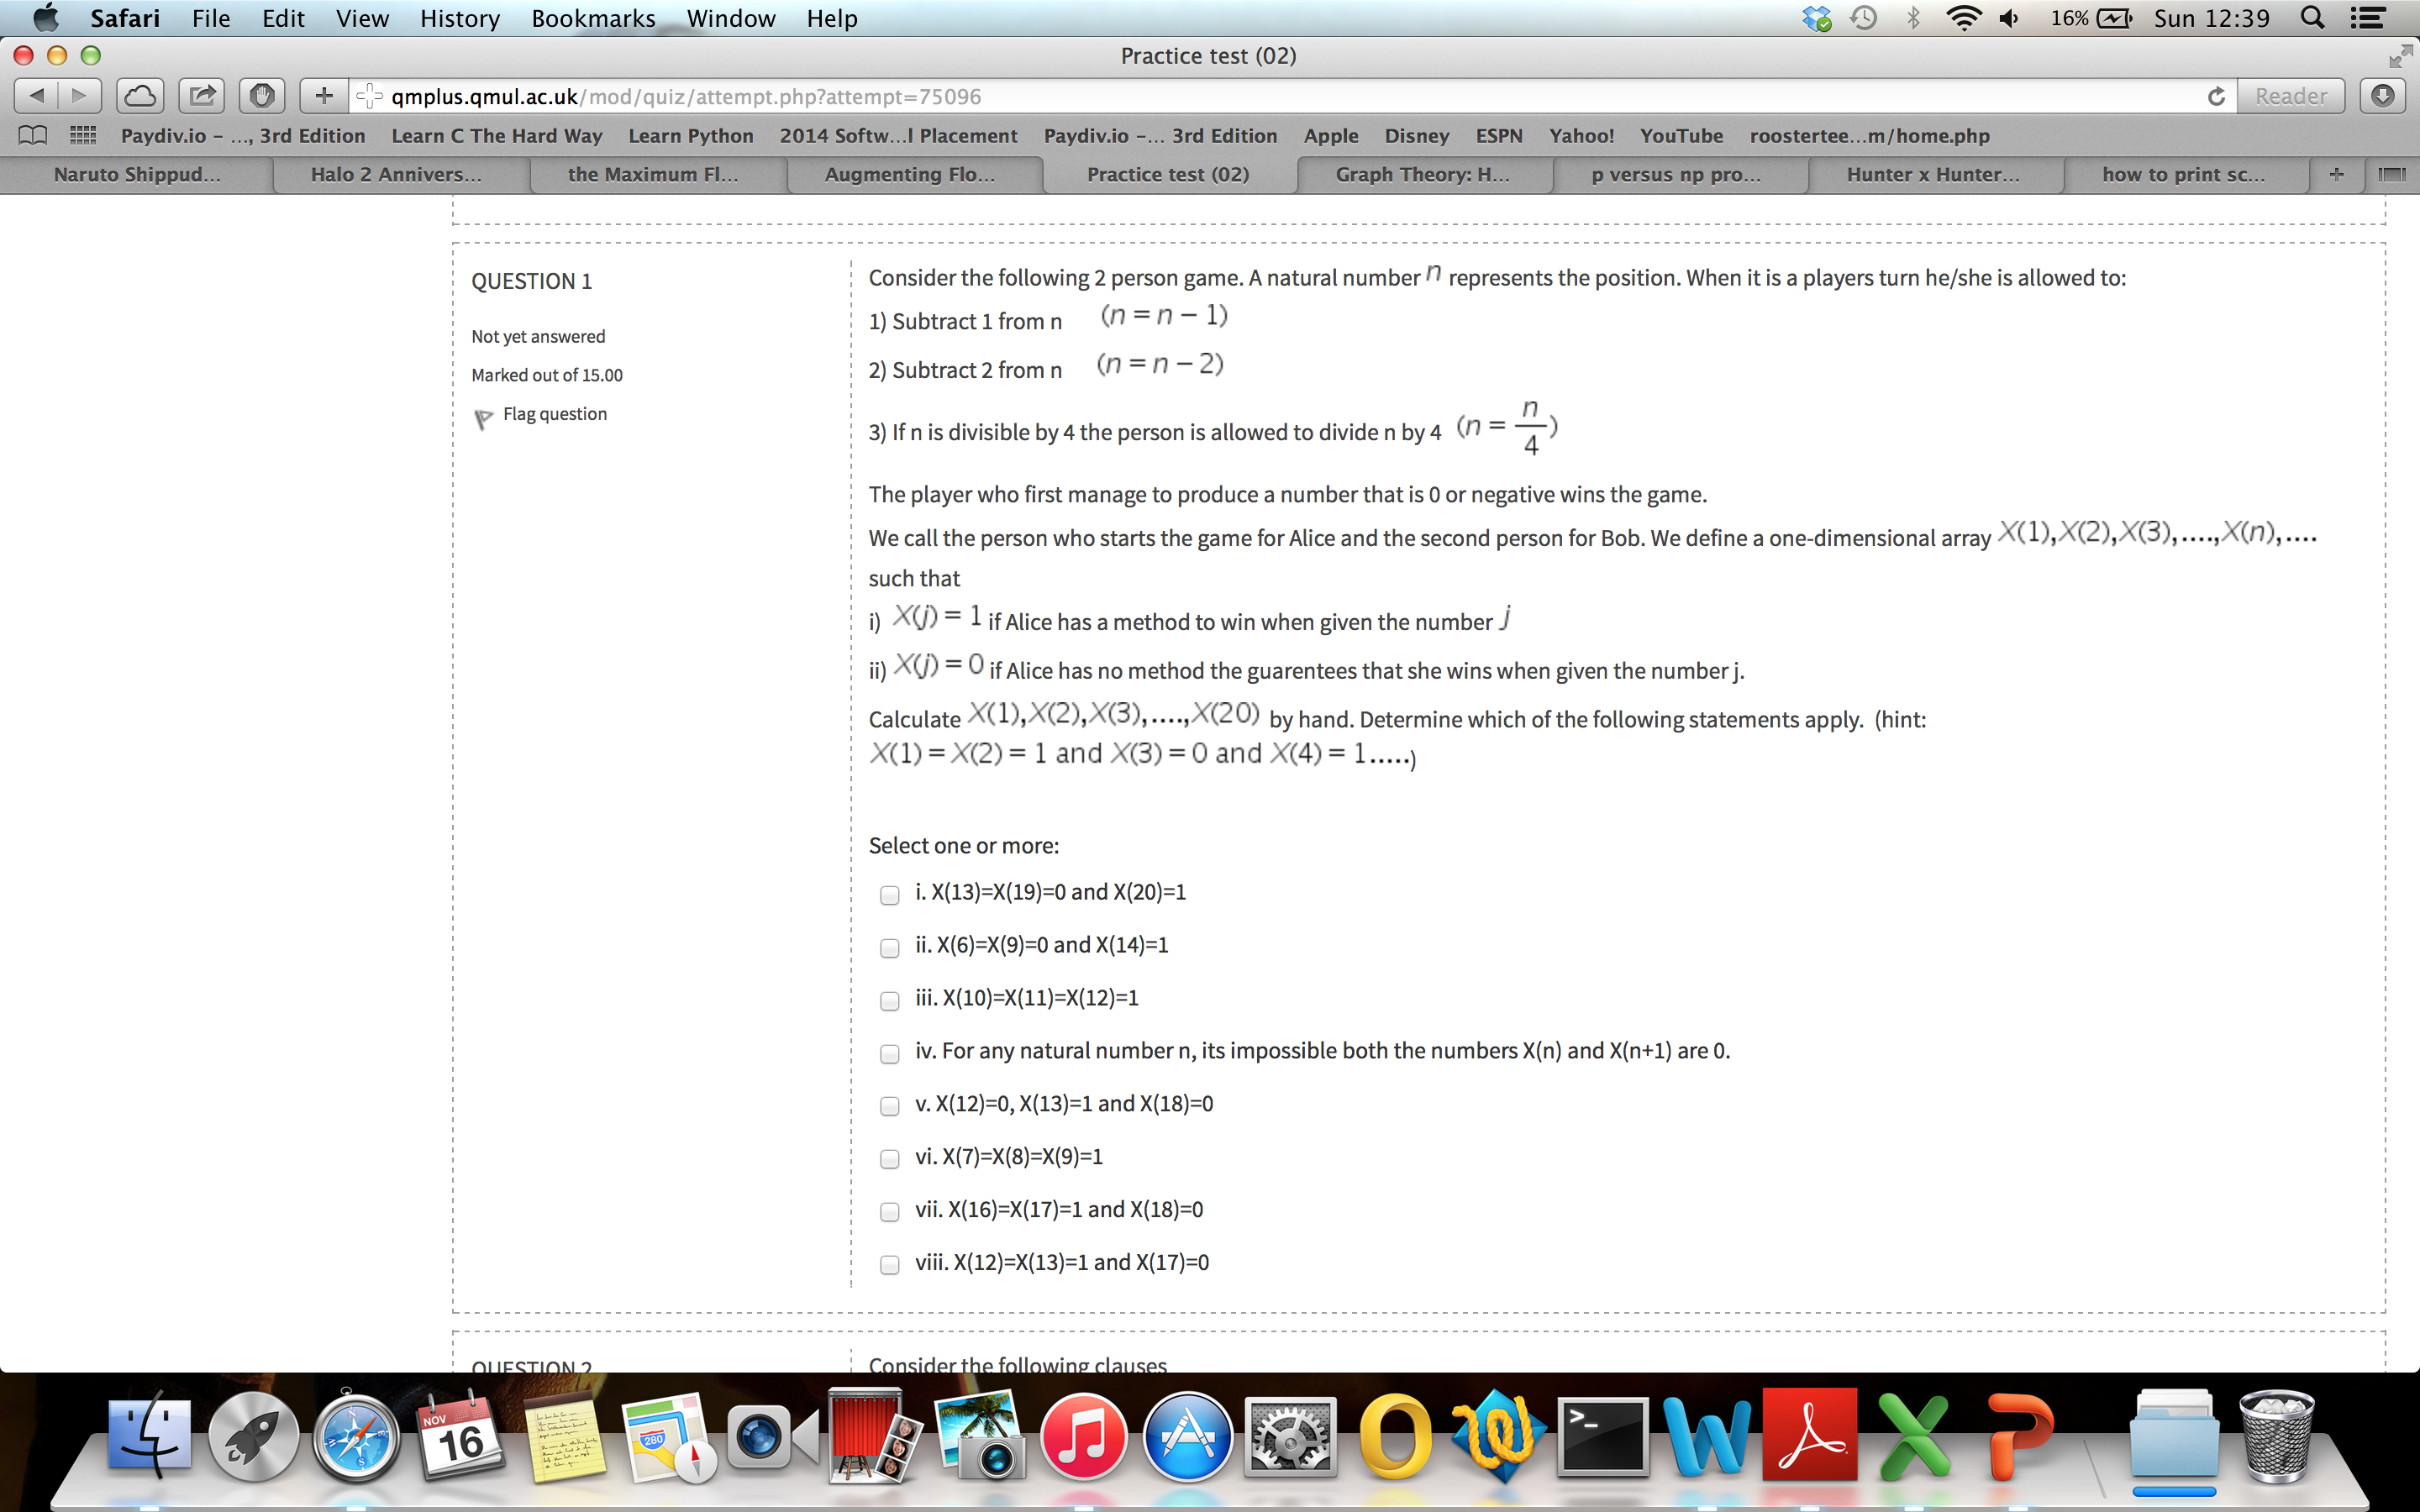 Safari File Edit View History Bookmarks Window Help 16% Sun 12:39
Practice test (02)
qmplus.qmul.ac.uk/mod/quiz/attempt.php?attempt=75096 Reader
Paydiv.io – ..., 3rd Edition Learn C The Hard Way Learn Python 2014 Softw...l Placement Paydiv.io –... 3rd Edition Apple Disney ESPN Yahoo! YouTube roostertee...m/home.php
Naruto Shippud... Halo 2 Annivers... the Maximum Fl... Augmenting Flo... Practice test (02) Graph Theory: H... p versus np pro... Hunter x Hunter... how to print sc...
QUESTION 1
Not yet answered
Marked out of 15.00
Flag question
Consider the following 2 person game. A natural number n represents the position. When it is a players turn he/she is allowed to:
1) Subtract 1 from n (n = n − 1)
2) Subtract 2 from n (n = n − 2)
3) If n is divisible by 4 the person is allowed to divide n by 4 (n = n/4)
The player who first manage to produce a number that is 0 or negative wins the game.
We call the person who starts the game for Alice and the second person for Bob. We define a one-dimensional array X(1),X(2),X(3),....,X(n),....
such that
i) X(j) = 1 if Alice has a method to win when given the number j
ii) X(j) = 0 if Alice has no method the guarentees that she wins when given the number j.
Calculate X(1),X(2),X(3),....,X(20) by hand. Determine which of the following statements apply. (hint:
X(1) = X(2) = 1 and X(3) = 0 and X(4) = 1.....)
Select one or more:
i. X(13)=X(19)=0 and X(20)=1
ii. X(6)=X(9)=0 and X(14)=1
iii. X(10)=X(11)=X(12)=1
iv. For any natural number n, its impossible both the numbers X(n) and X(n+1) are 0.
v. X(12)=0, X(13)=1 and X(18)=0
vi. X(7)=X(8)=X(9)=1
vii. X(16)=X(17)=1 and X(18)=0
viii. X(12)=X(13)=1 and X(17)=0
QUESTION 2
Consider the following clauses
NOV
16
280